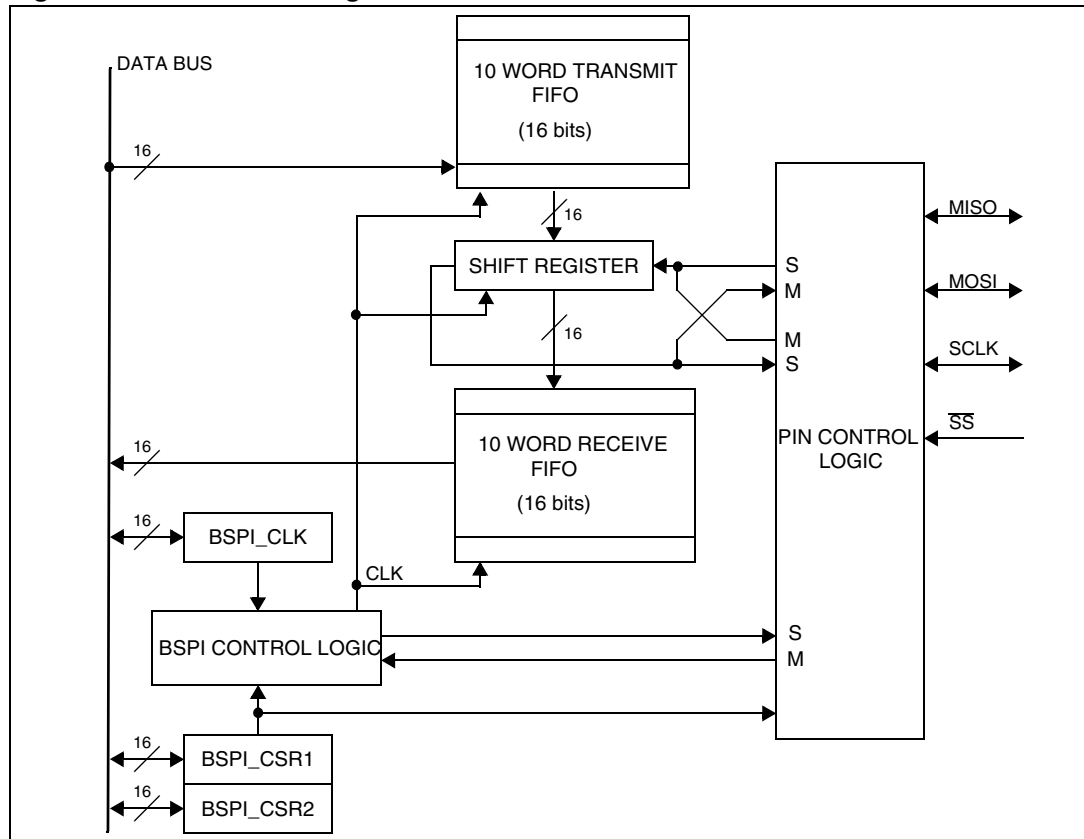 DATA BUS
10 WORD TRANSMIT
FIFO
(16 bits)
16
16
MISO
SHIFT REGISTER
S
M
MOSI
16
M
S
SCLK
SS
10 WORD RECEIVE
FIFO
(16 bits)
PIN CONTROL
LOGIC
16
16
BSPI_CLK
CLK
BSPI CONTROL LOGIC
S
M
16
BSPI_CSR1
16
BSPI_CSR2